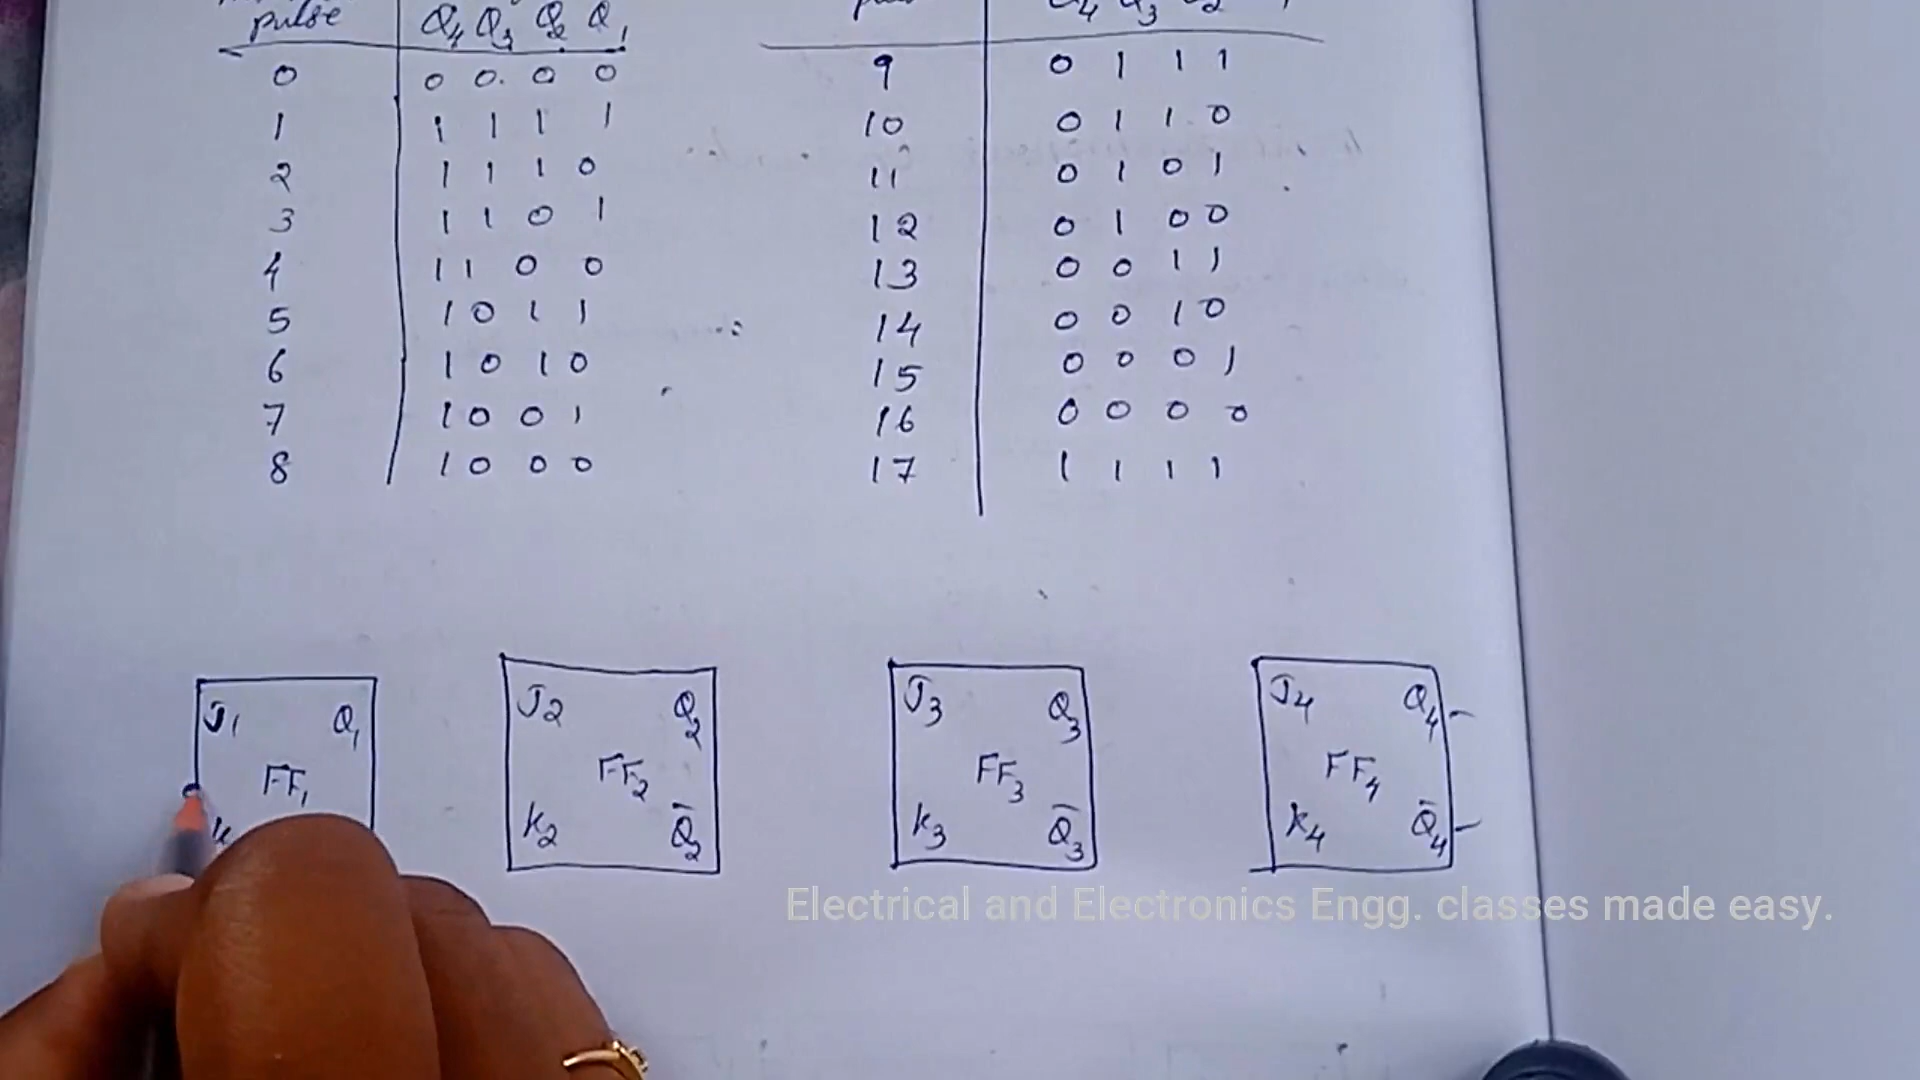 pulse Q4 Q3 Q2 Q1
0 0 0 0 0
1 1 1 1 1
2 1 1 1 0
3 1 1 0 1
4 1 1 0 0
5 1 0 1 1
6 1 0 1 0
7 1 0 0 1
8 1 0 0 0
9 0 1 1 1
10 0 1 1 0
11 0 1 0 1
12 0 1 0 0
13 0 0 1 1
14 0 0 1 0
15 0 0 0 1
16 0 0 0 0
17 1 1 1 1
J1 Q1
FF1
J2 Q2
FF2
K2 Q̄2
J3 Q3
FF3
K3 Q̄3
J4 Q4
FF4
K4 Q̄4
Electrical and Electronics Engg. classes made easy.